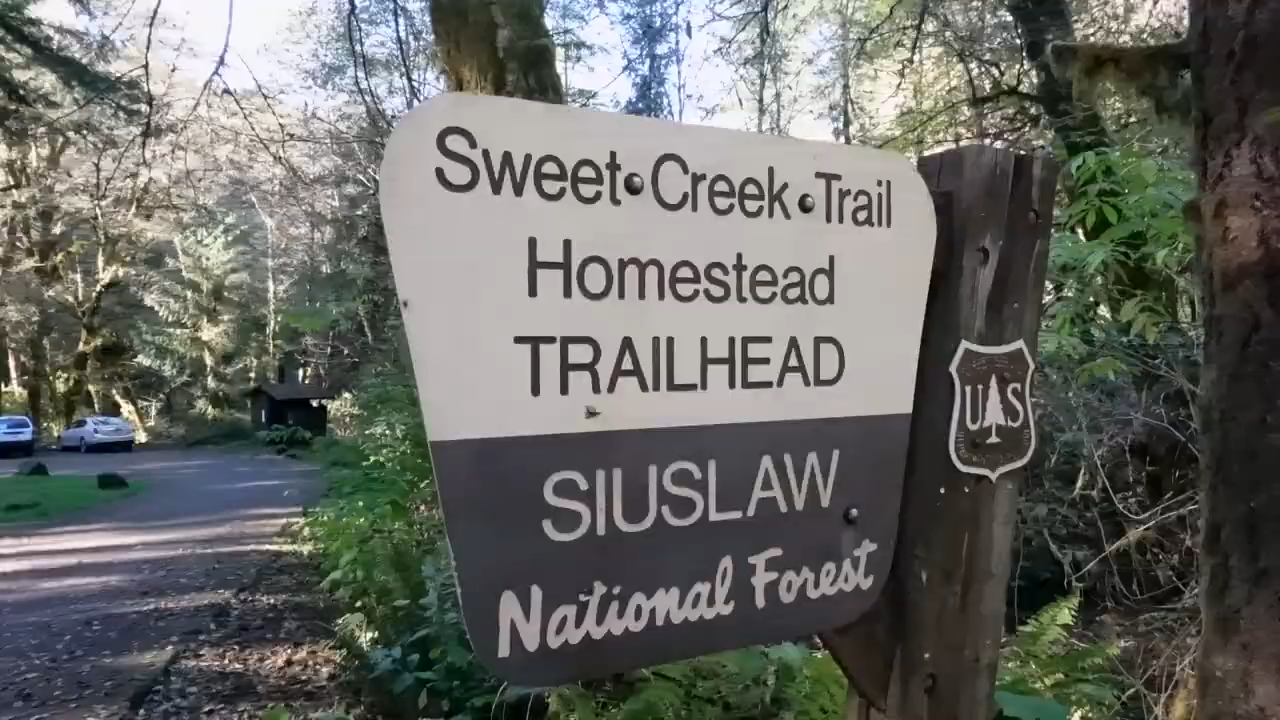 Sweet Creek Trail
Homestead
TRAILHEAD
SIUSLAW
National Forest
US